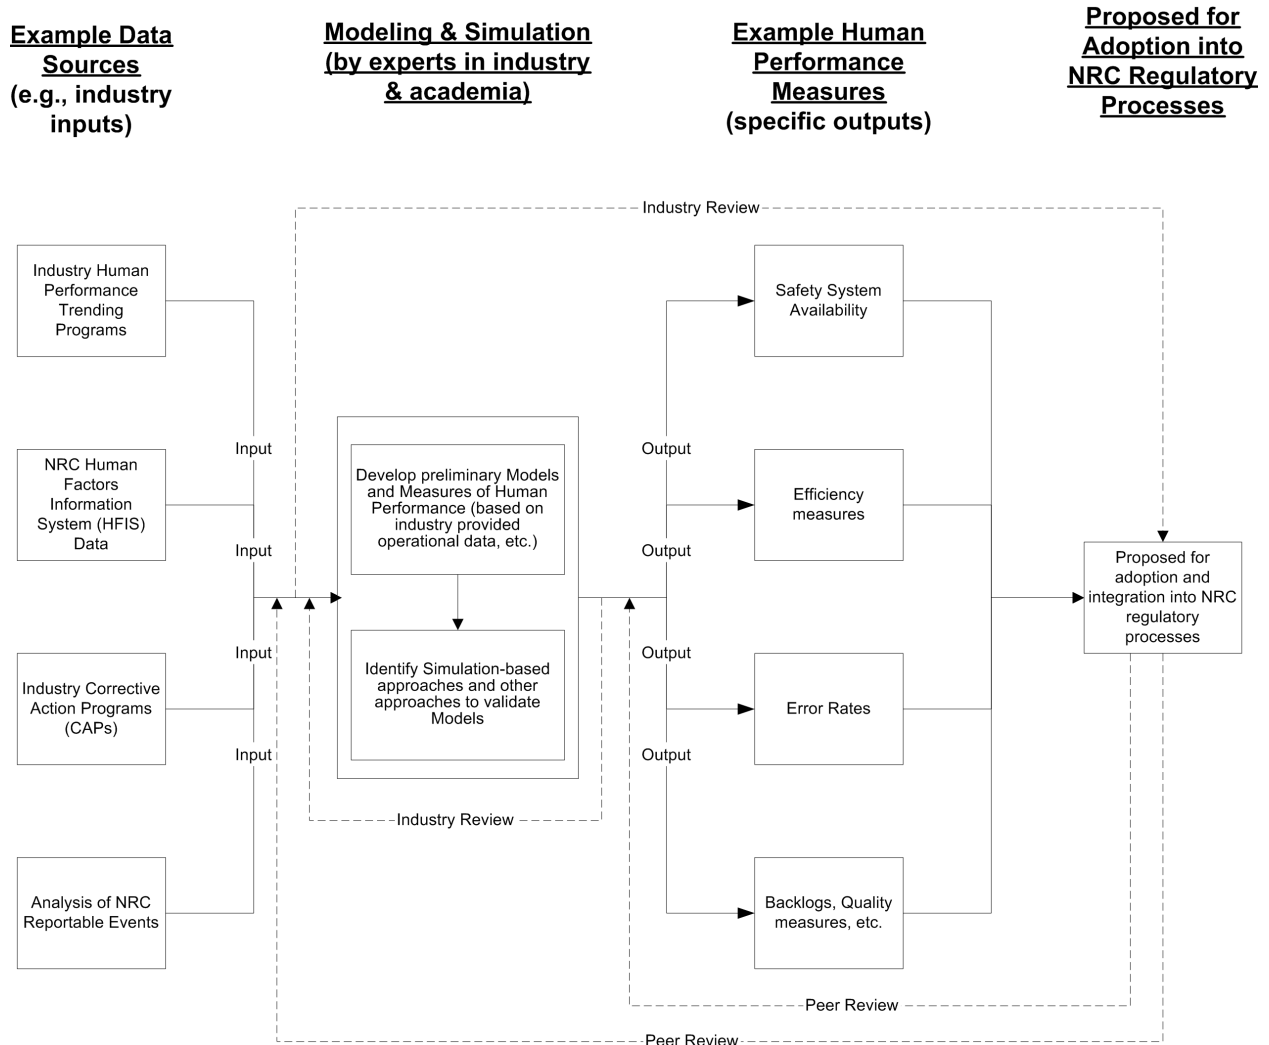 Example Data
Sources
(e.g., industry
inputs)
Modeling & Simulation
(by experts in industry
& academia)
Example Human
Performance
Measures
(specific outputs)
Proposed for
Adoption into
NRC Regulatory
Processes
Industry Review
Industry Human
Performance
Trending
Programs
Safety System
Availability
Input
Output
NRC Human
Factors
Information
System (HFIS)
Data
Develop preliminary Models
and Measures of Human
Performance (based on
industry provided
operational data, etc.)
Efficiency
measures
Input
Output
Proposed for
adoption and
integration into NRC
regulatory
processes
Input
Output
Industry Corrective
Action Programs
(CAPs)
Identify Simulation-based
approaches and other
approaches to validate
Models
Error Rates
Input
Output
Industry Review
Analysis of NRC
Reportable Events
Backlogs, Quality
measures, etc.
Peer Review
Peer Review